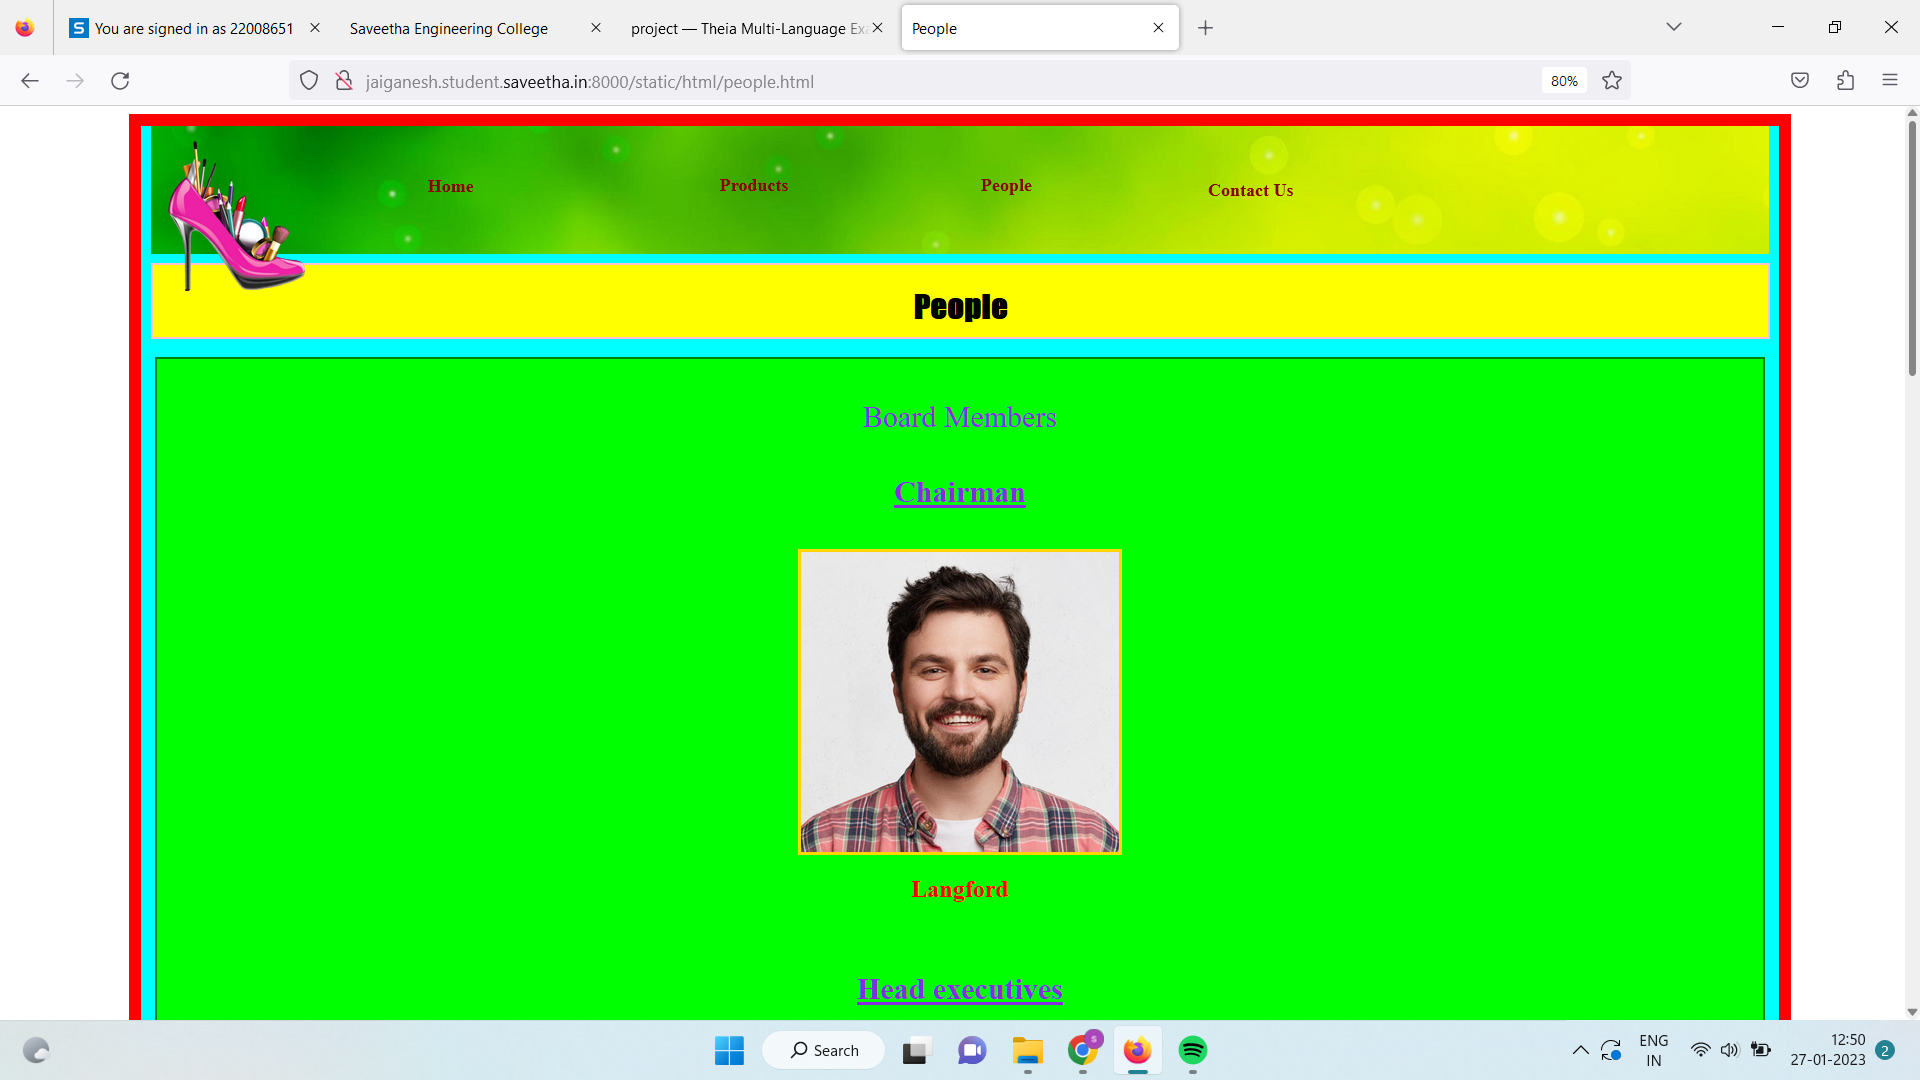 You are signed in as 22008651
Saveetha Engineering College
project — Theia Multi-Language Exa
People
jaiganesh.student.saveetha.in:8000/static/html/people.html
80%
Home
Products
People
Contact Us
People
Board Members
Chairman
Langford
Head executives
Search
ENG
IN
12:50
27-01-2023
2